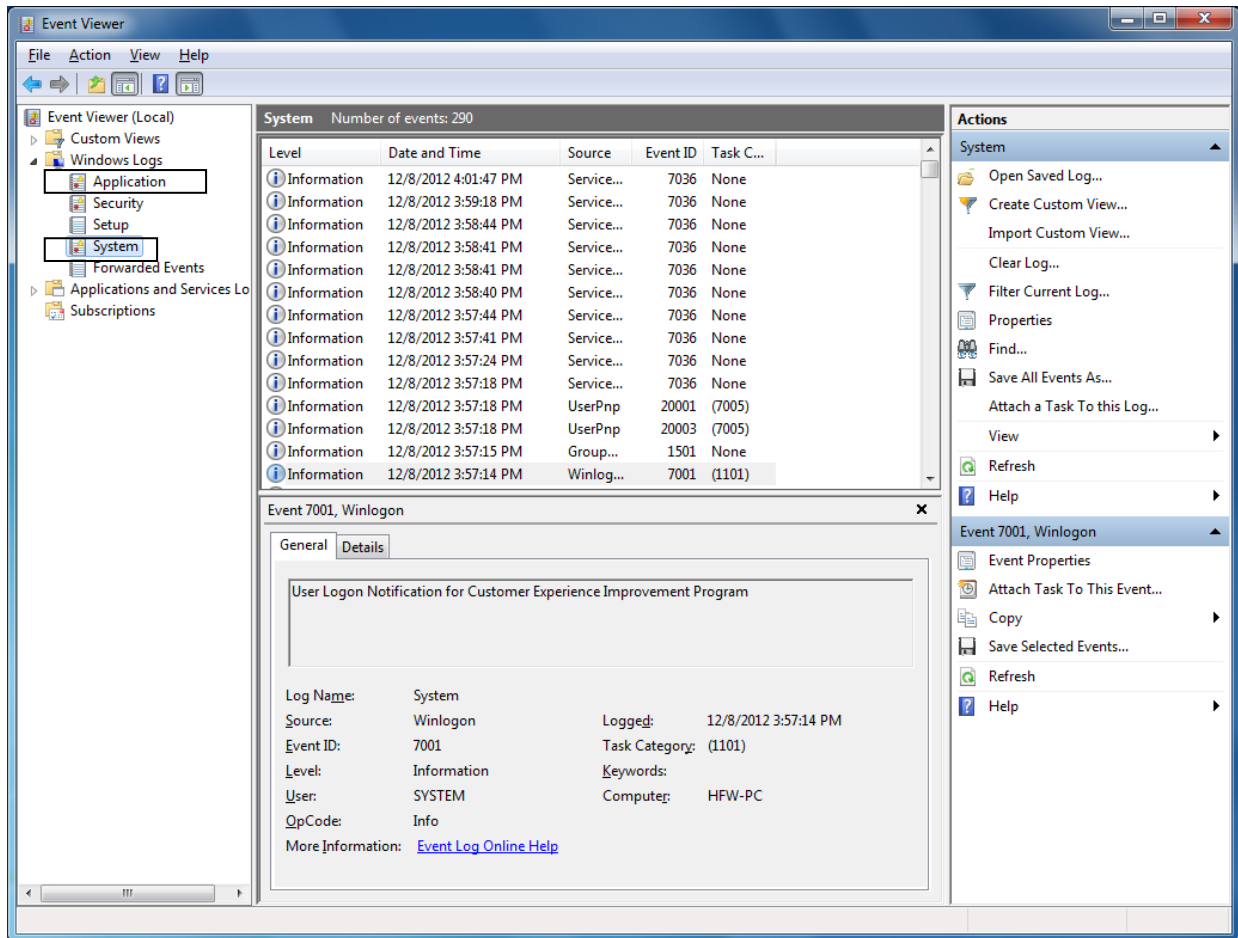 Event Viewer
File Action View Help
Event Viewer (Local)
Custom Views
Windows Logs
Application
Security
Setup
System
Forwarded Events
Applications and Services Lo
Subscriptions
System Number of events: 290
Level Date and Time Source Event ID Task C...
Information 12/8/2012 4:01:47 PM Service... 7036 None
Information 12/8/2012 3:59:18 PM Service... 7036 None
Information 12/8/2012 3:58:44 PM Service... 7036 None
Information 12/8/2012 3:58:41 PM Service... 7036 None
Information 12/8/2012 3:58:41 PM Service... 7036 None
Information 12/8/2012 3:58:40 PM Service... 7036 None
Information 12/8/2012 3:57:44 PM Service... 7036 None
Information 12/8/2012 3:57:41 PM Service... 7036 None
Information 12/8/2012 3:57:24 PM Service... 7036 None
Information 12/8/2012 3:57:18 PM Service... 7036 None
Information 12/8/2012 3:57:18 PM UserPnp 20001 (7005)
Information 12/8/2012 3:57:18 PM UserPnp 20003 (7005)
Information 12/8/2012 3:57:15 PM Group... 1501 None
Information 12/8/2012 3:57:14 PM Winlog... 7001 (1101)
Event 7001, Winlogon
General Details
User Logon Notification for Customer Experience Improvement Program
Log Name: System
Source: Winlogon Logged: 12/8/2012 3:57:14 PM
Event ID: 7001 Task Category: (1101)
Level: Information Keywords:
User: SYSTEM Computer: HFW-PC
OpCode: Info
More Information: Event Log Online Help
Actions
System
Open Saved Log...
Create Custom View...
Import Custom View...
Clear Log...
Filter Current Log...
Properties
Find...
Save All Events As...
Attach a Task To this Log...
View
Refresh
Help
Event 7001, Winlogon
Event Properties
Attach Task To This Event...
Copy
Save Selected Events...
Refresh
Help